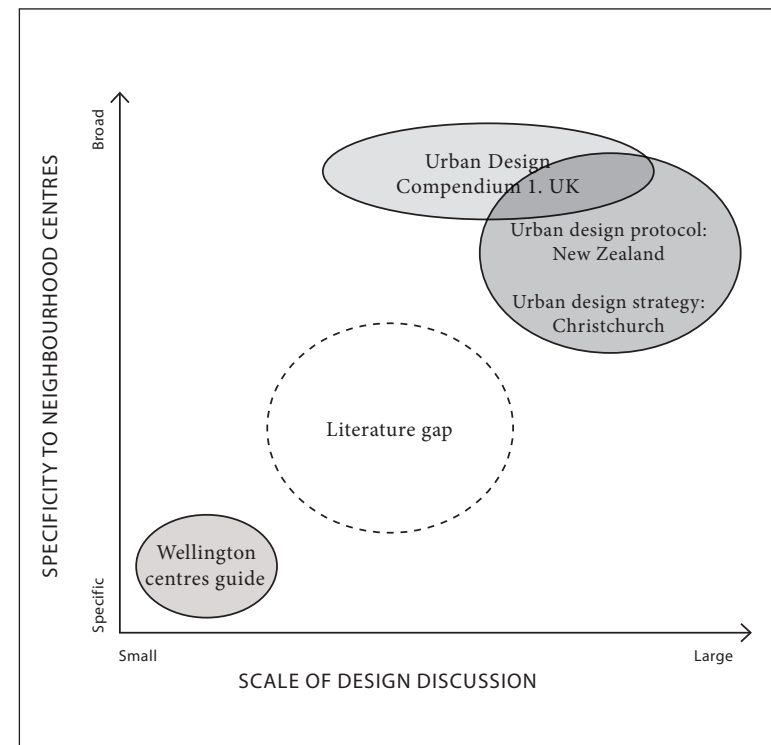 Broad
SPECIFICITY TO NEIGHBOURHOOD CENTRES
Specific
Urban Design
Compendium 1. UK
Urban design protocol:
New Zealand
Urban design strategy:
Christchurch
Literature gap
Wellington
centres guide
Small
Large
SCALE OF DESIGN DISCUSSION